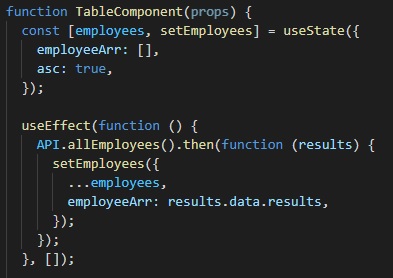 function TableComponent(props) {
  const [employees, setEmployees] = useState({
    employeeArr: [],
    asc: true,
  });

  useEffect(function () {
    API.allEmployees().then(function (results) {
      setEmployees({
        ...employees,
        employeeArr: results.data.results,
      });
    });
  }, []);